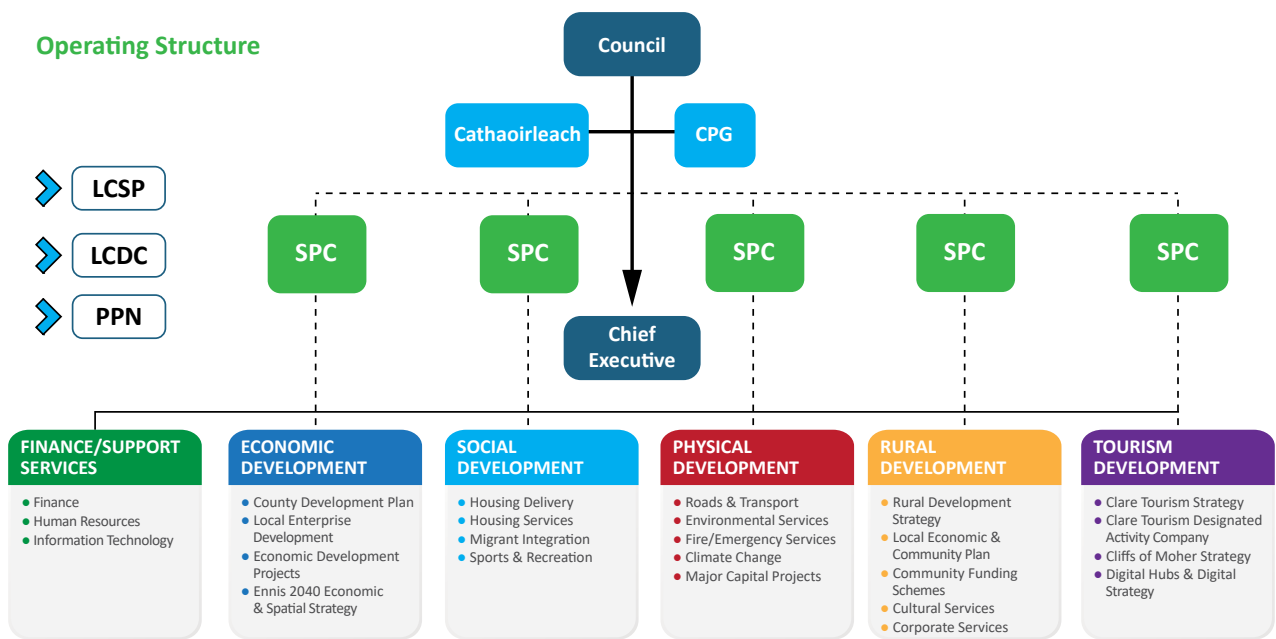 Operating Structure
Council
Cathaoirleach
CPG
LCSP
LCDC
PPN
SPC
SPC
SPC
SPC
SPC
Chief
Executive
FINANCE/SUPPORT
SERVICES
• Finance
• Human Resources
• Information Technology
ECONOMIC
DEVELOPMENT
• County Development Plan
• Local Enterprise
Development
• Economic Development
Projects
• Ennis 2040 Economic
& Spatial Strategy
SOCIAL
DEVELOPMENT
• Housing Delivery
• Housing Services
• Migrant Integration
• Sports & Recreation
PHYSICAL
DEVELOPMENT
• Roads & Transport
• Environmental Services
• Fire/Emergency Services
• Climate Change
• Major Capital Projects
RURAL
DEVELOPMENT
• Rural Development
Strategy
• Local Economic &
Community Plan
• Community Funding
Schemes
• Cultural Services
• Corporate Services
TOURISM
DEVELOPMENT
• Clare Tourism Strategy
• Clare Tourism Designated
Activity Company
• Cliffs of Moher Strategy
• Digital Hubs & Digital
Strategy